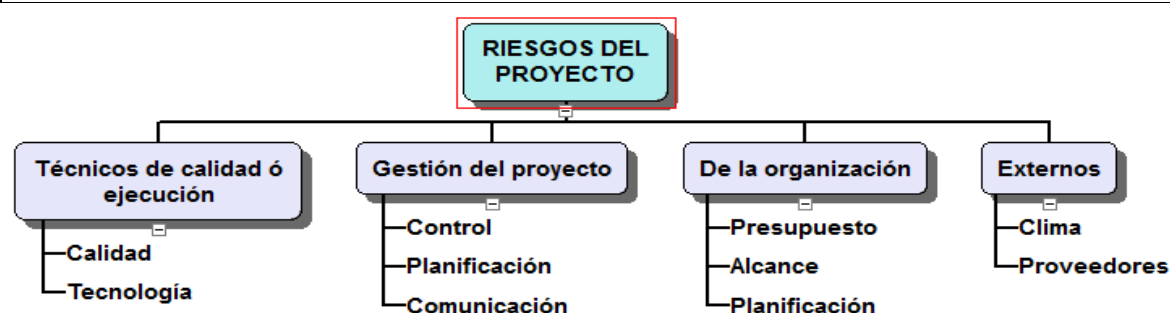 RIESGOS DEL
PROYECTO
Técnicos de calidad ó
ejecución
Calidad
Tecnología
Gestión del proyecto
Control
Planificación
Comunicación
De la organización
Presupuesto
Alcance
Planificación
Externos
Clima
Proveedores